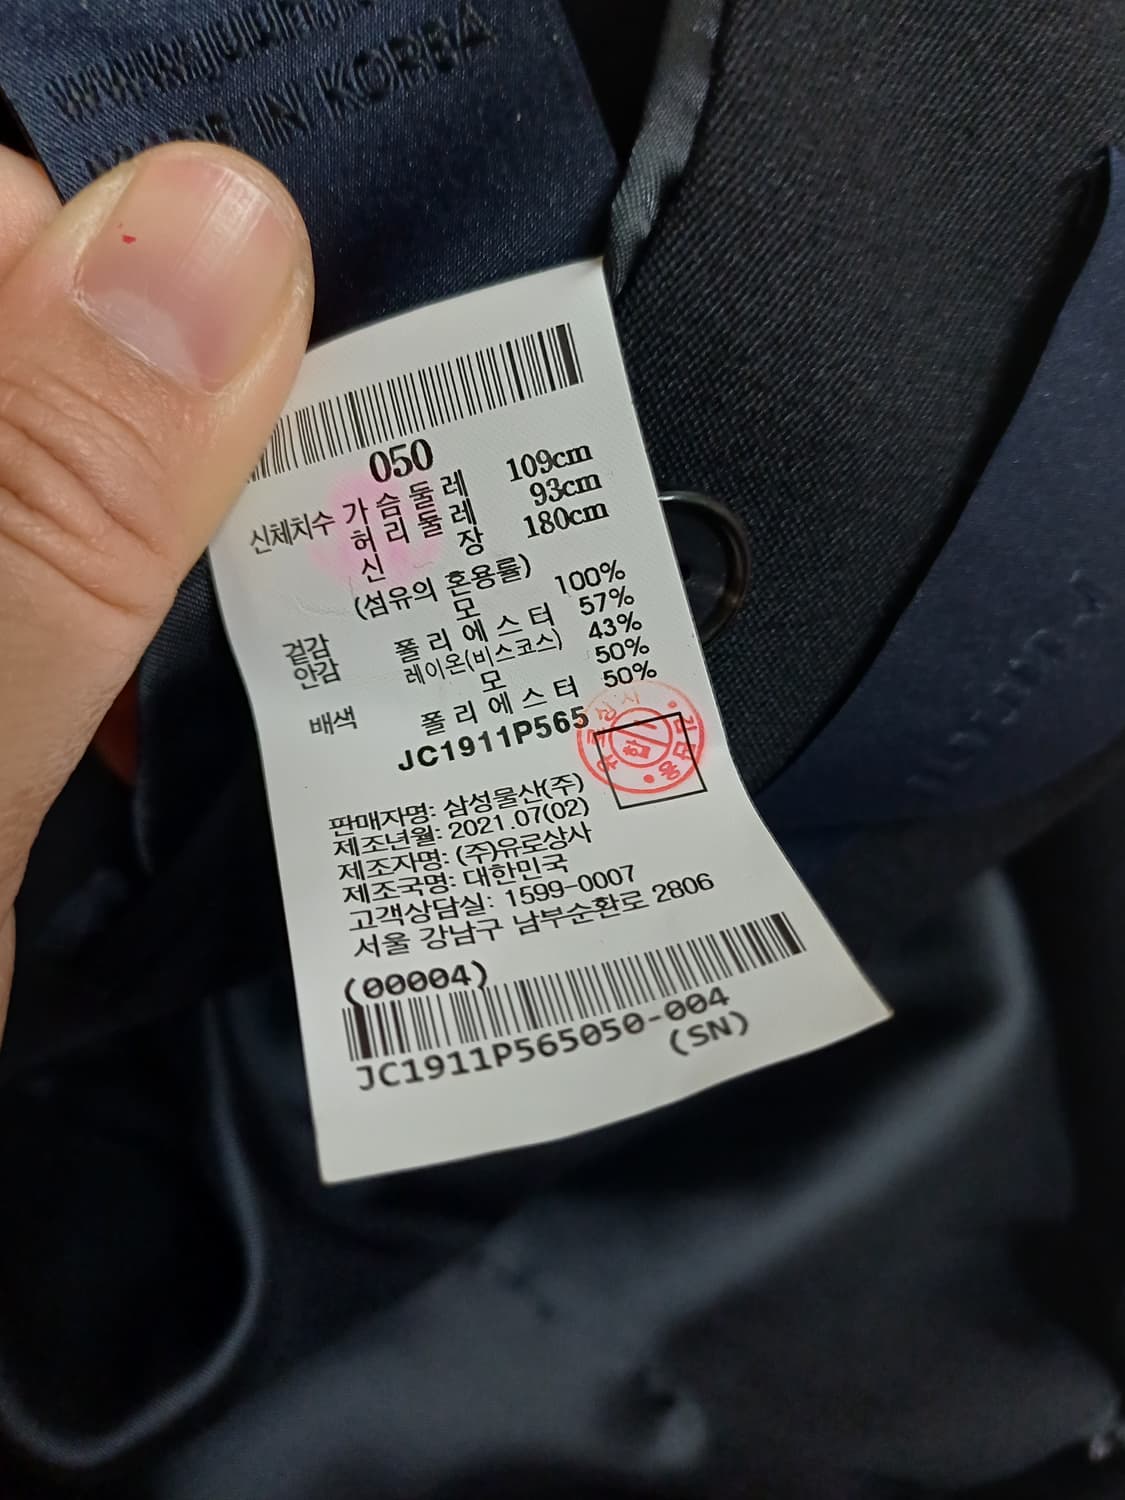 MADE IN KOREA
050
신체치수 가슴둘레 109cm
허리둘레 93cm
신장 180cm
(섬유의 혼용률)
겉감 모 100%
안감 폴리에스터 57%
레이온(비스코스) 43%
배색 모 50%
폴리에스터 50%
JC1911P565
판매자명: 삼성물산(주)
제조년월: 2021.07(02)
제조자명: (주)유로상사
제조국명: 대한민국
고객상담실: 1599-0007
서울 강남구 남부순환로 2806
(00004)
JC1911P565050-004
(SN)